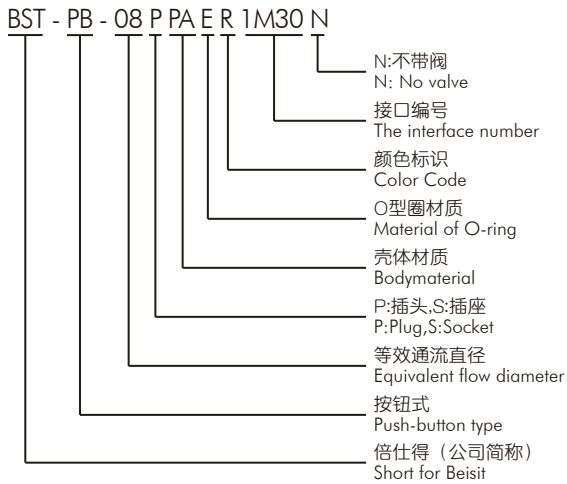 BST - PB - 08 P PA E R 1M30 N
N:不带阀
N: No valve
接口编号
The interface number
颜色标识
Color Code
O型圈材质
Material of O-ring
壳体材质
Bodymaterial
P:插头,S:插座
P:Plug,S:Socket
等效通流直径
Equivalent flow diameter
按钮式
Push-button type
倍仕得（公司简称）
Short for Beisit